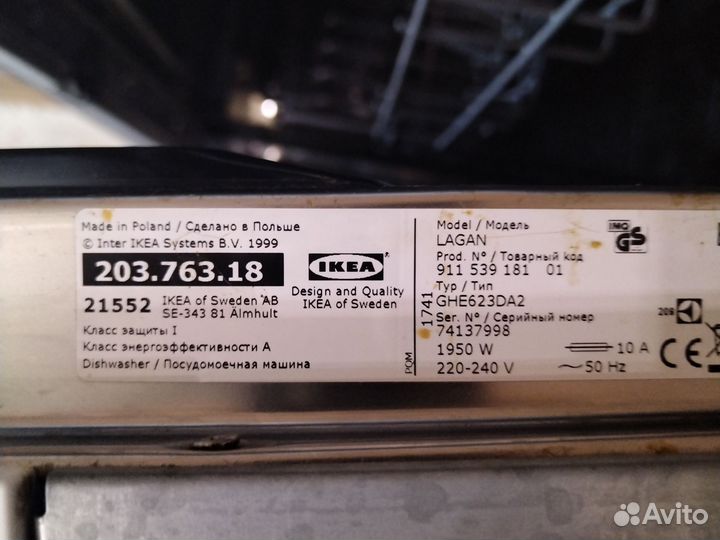 Made in Poland / Сделано в Польше
© Inter IKEA Systems B.V. 1999
203.763.18
21552 IKEA of Sweden AB
SE-343 81 Älmhult
Класс защиты I
Класс энергоэффективности А
Dishwasher / Посудомоечная машина
IKEA
Design and Quality
IKEA of Sweden
РОМ
1741
Model / Модель
LAGAN
Prod. N° / Товарный код
911 539 181 01
Typ / Тип
GHE623DA2
Ser. N° / Серийный номер
74137998
1950 W 10 A
220-240 V ~ 50 Hz
GS
CE
Avito